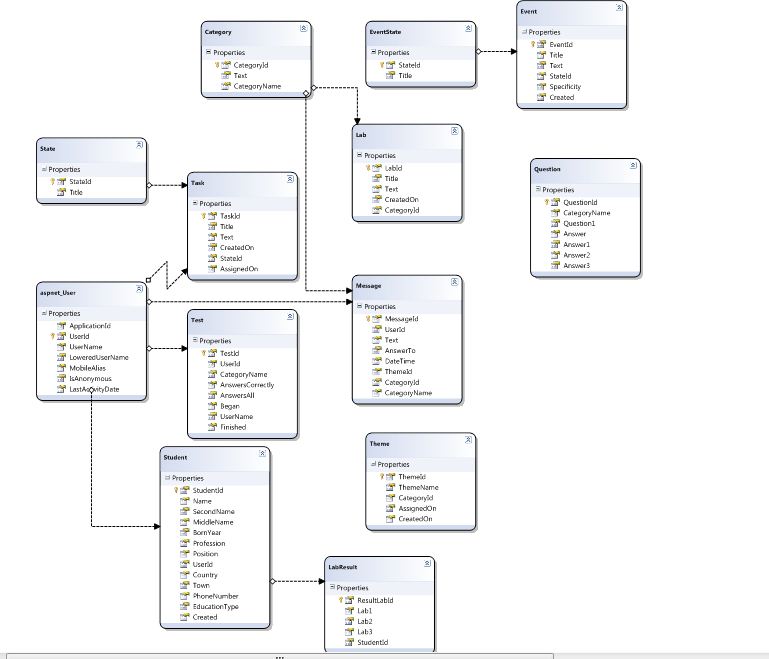 Category
Properties
CategoryId
Text
CategoryName
EventState
Properties
StateId
Title
Event
Properties
EventId
Title
Text
StateId
Specificity
Created
State
Properties
StateId
Title
Task
Properties
TaskId
Title
Text
CreatedOn
StateId
AssignedOn
Lab
Properties
LabId
Title
Text
CreatedOn
CategoryId
Question
Properties
QuestionId
CategoryName
Question1
Answer
Answer1
Answer2
Answer3
aspnet_User
Properties
ApplicationId
UserId
UserName
LoweredUserName
MobileAlias
IsAnonymous
LastActivityDate
Test
Properties
TestId
UserId
CategoryName
AnswersCorrectly
AnswersAll
Began
UserName
Finished
Message
Properties
MessageId
UserId
Text
AnswerTo
DateTime
ThemeId
CategoryId
CategoryName
Student
Properties
StudentId
Name
SecondName
MiddleName
BornYear
Profession
Position
UserId
Country
Town
PhoneNumber
EducationType
Created
Theme
Properties
ThemeId
ThemeName
CategoryId
AssignedOn
CreatedOn
LabResult
Properties
ResultLabId
Lab1
Lab2
Lab3
StudentId